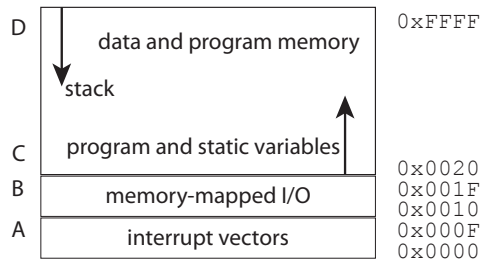 D
data and program memory
0xFFFF
stack
C
program and static variables
0x0020
B
memory-mapped I/O
0x001F
0x0010
A
interrupt vectors
0x000F
0x0000